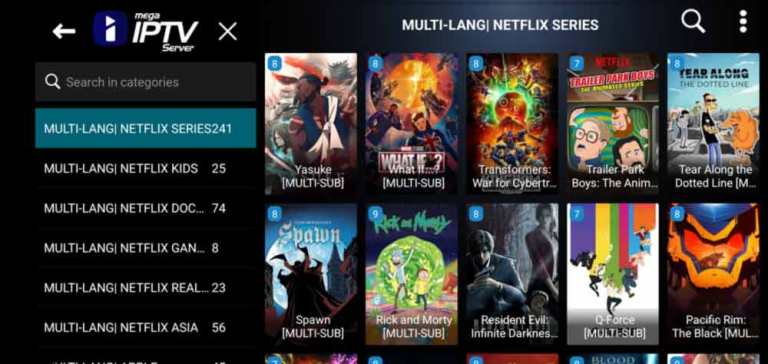 mega
IPTV
Server
Search in categories
MULTI-LANG| NETFLIX SERIES241
MULTI-LANG| NETFLIX KIDS 25
MULTI-LANG| NETFLIX DOC... 74
MULTI-LANG| NETFLIX GAN... 8
MULTI-LANG| NETFLIX REAL... 23
MULTI-LANG| NETFLIX ASIA 56
MULTI-LANG| NETFLIX SERIES
8
Yasuke
[MULTI-SUB]
8
WHAT IF...?
What If...?
[MULTI-SUB]
8
Transformers:
War for Cybertr...
7
NETFLIX
TRAILER PARK BOYS
THE ANIMATED SERIES
Trailer Park
Boys: The Anim...
8
TEAR ALONG
THE DOTTED LINE
Tear Along the
Dotted Line [M...
8
Spawn
Spawn
[MULTI-SUB]
9
Rick and Morty
Rick and Morty
[MULTI-SUB]
8
Resident Evil:
Infinite Darknes...
7
Q-Force
[MULTI-SUB]
8
Pacific Rim:
The Black [MUL...
BLOOD